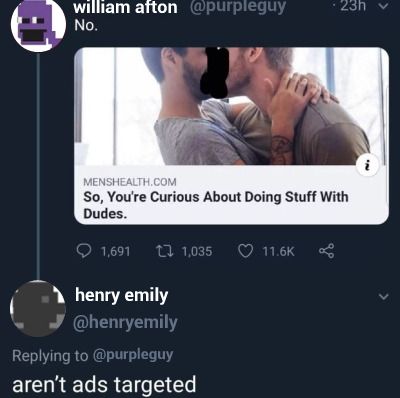 william afton @purpleguy · 23h
No.
MENSHEALTH.COM
So, You're Curious About Doing Stuff With
Dudes.
1,691 1,035 11.6K
henry emily
@henryemily
Replying to @purpleguy
aren't ads targeted